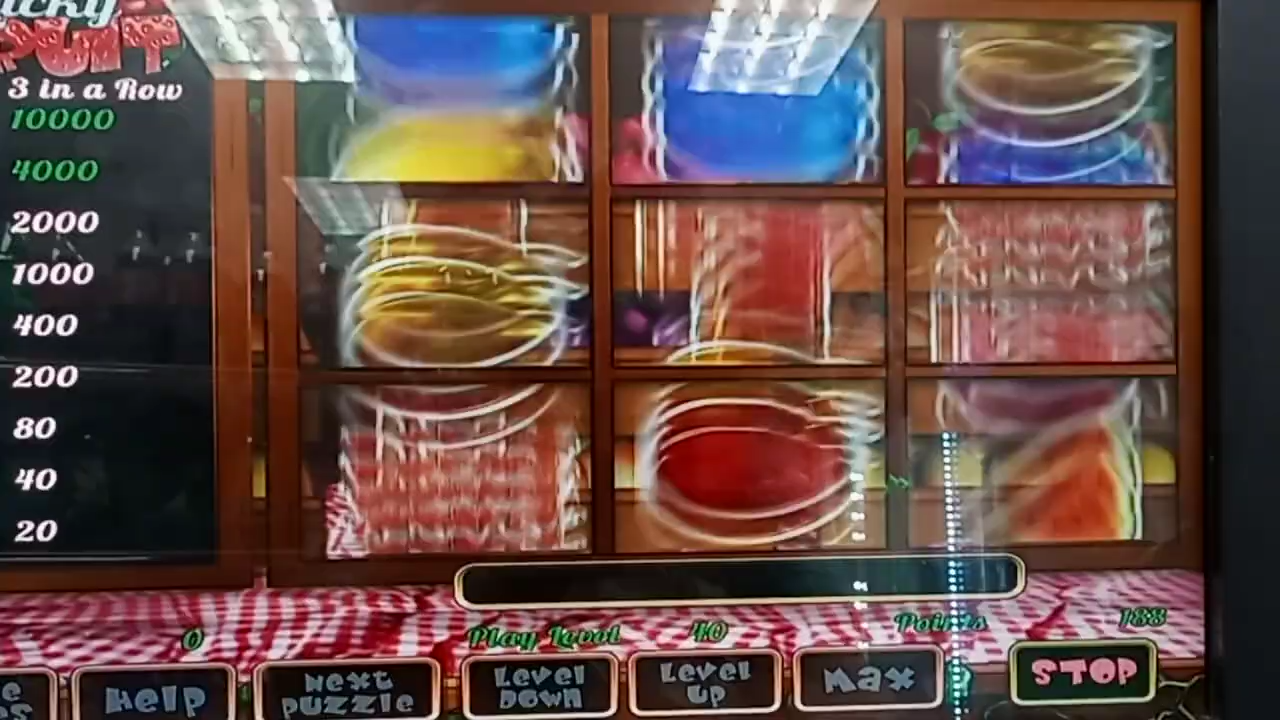 3 in a Row
10000
4000
2000
1000
400
200
80
40
20
0
Play Level
40
Points
188
Help
Next
Puzzle
Level
Down
Level
Up
Max
Stop